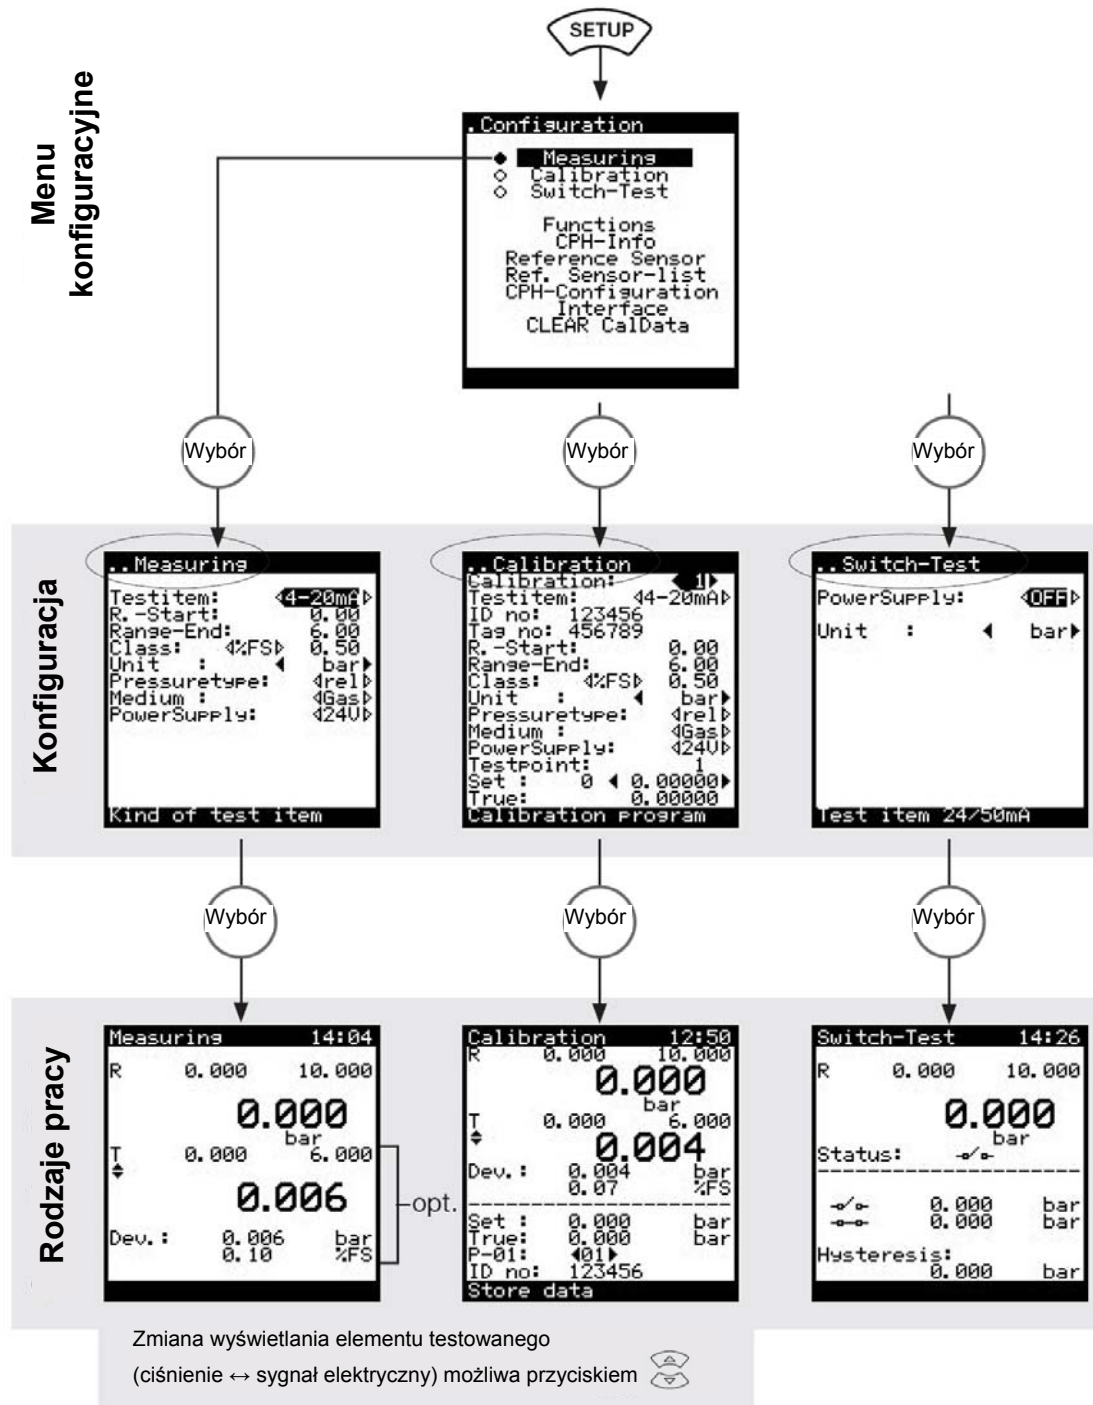 SETUP
Menu
konfiguracyjne
.Configuration
Measuring
Calibration
Switch-Test
Functions
CPH-Info
Reference Sensor
Ref. Sensor-list
CPH-Configuration
Interface
CLEAR CalData
Wybór
Wybór
Wybór
Konfiguracja
..Measuring
Testitem: 4-20mA
R.-Start: 0.00
Range-End: 6.00
Class: %FS 0.50
Unit : bar
Pressuretype: rel
Medium : Gas
PowerSupply: 24V
Kind of test item
..Calibration
Calibration: 1
Testitem: 4-20mA
ID no: 123456
Tag no: 456789
R.-Start: 0.00
Range-End: 6.00
Class: %FS 0.50
Unit : bar
Pressuretype: rel
Medium : Gas
PowerSupply: 24V
Testpoint: 1
Set : 0 0.00000
True: 0.00000
Calibration program
..Switch-Test
PowerSupply: OFF
Unit : bar
Test item 24/50mA
Wybór
Wybór
Wybór
Rodzaje pracy
Measuring 14:04
R 0.000 10.000
0.000
bar
T 0.000 6.000
0.006
Dev.: 0.006 bar
0.10 %FS
opt.
Calibration 12:50
R 0.000 10.000
0.000
bar
T 0.000 6.000
0.004
Dev.: 0.004 bar
0.07 %FS
Set : 0.000 bar
True: 0.000 bar
P-01: 01
ID no: 123456
Store data
Switch-Test 14:26
R 0.000 10.000
0.000
bar
Status:
0.000 bar
0.000 bar
Hysteresis:
0.000 bar
Zmiana wyświetlania elementu testowanego
(ciśnienie ↔ sygnał elektryczny) możliwa przyciskiem